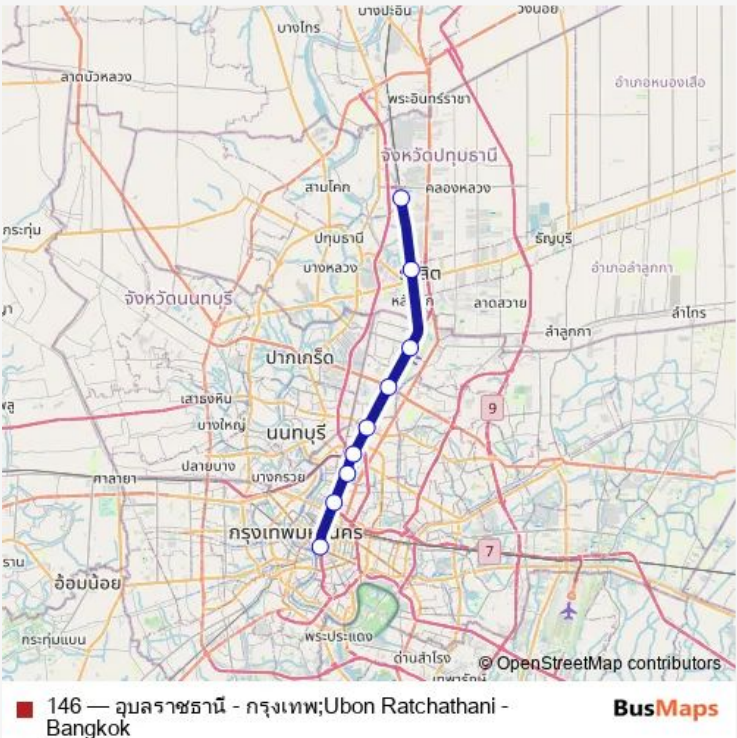 บางปะอิน
วังน้อย
บางไทร
ลาดบัวหลวง
อำเภอหนองเสือ
พระอินทร์ราชา
จังหวัดปทุมธานี
สามโคก
คลองหลวง
กระทุ่ม
ปทุมธานี
ธัญบุรี
บางหลวง
อำเภอลำลูกกา
จังหวัดนนทบุรี
ลาดสวาย
ลำไทร
ลำลูกกา
ปากเกร็ด
เสาธงหิน
9
บางใหญ่
นนทบุรี
ปลายบาง
ศาลายา
บางกรวย
7
อ้อมน้อย
กระทุ่มแบน
พระประแดง
ด่านสำโรง
© OpenStreetMap contributors
146 — อุบลราชธานี - กรุงเทพ;Ubon Ratchathani -
Bangkok
BusMaps